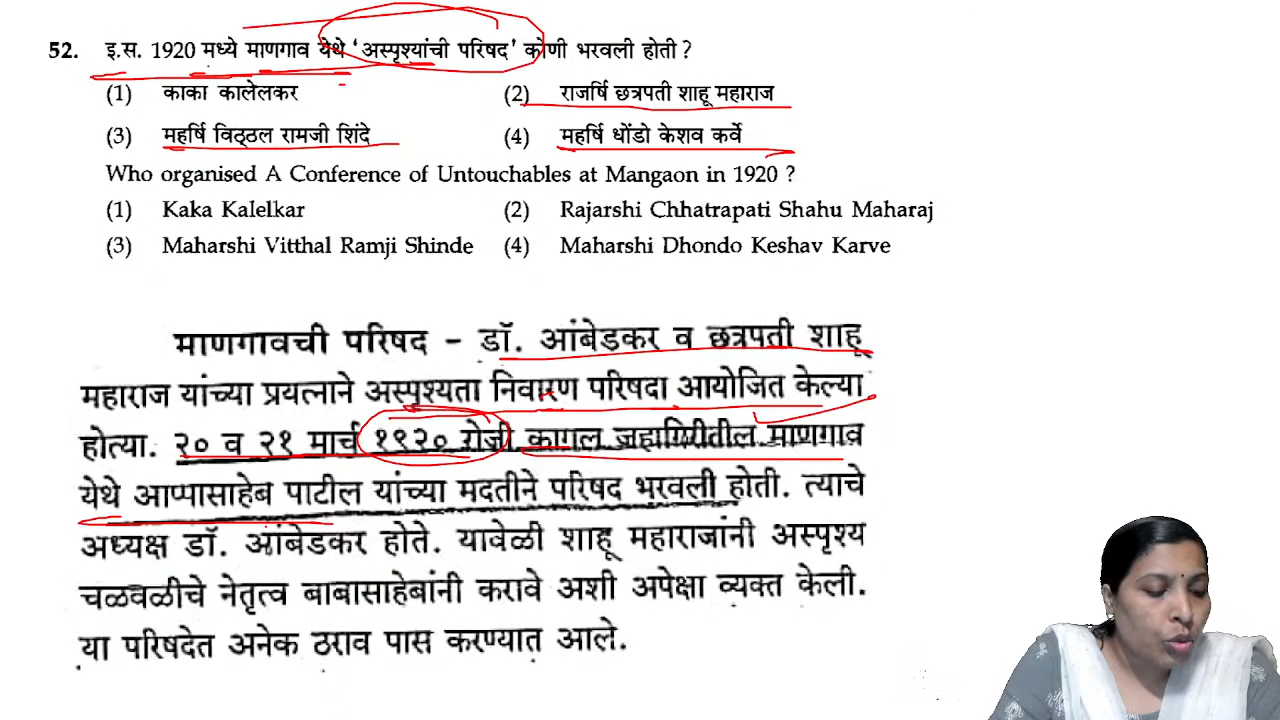 52. इ.स. 1920 मध्ये माणगाव येथे ‘अस्पृश्यांची परिषद’ कोणी भरवली होती ?
(1) काका कालेलकर (2) राजर्षि छत्रपती शाहू महाराज
(3) महर्षि विठ्ठल रामजी शिंदे (4) महर्षि धोंडो केशव कर्वे
Who organised A Conference of Untouchables at Mangaon in 1920 ?
(1) Kaka Kalelkar (2) Rajarshi Chhatrapati Shahu Maharaj
(3) Maharshi Vitthal Ramji Shinde (4) Maharshi Dhondo Keshav Karve
माणगावची परिषद – डॉ. आंबेडकर व छत्रपती शाहू
महाराज यांच्या प्रयत्नाने अस्पृश्यता निवारण परिषदा आयोजित केल्या
होत्या. २० व २१ मार्च १९२० रोजी कागल जहागिरीतील माणगाव
येथे आप्पासाहेब पाटील यांच्या मदतीने परिषद भरवली होती. त्याचे
अध्यक्ष डॉ. आंबेडकर होते. यावेळी शाहू महाराजांनी अस्पृश्य
चळवळीचे नेतृत्व बाबासाहेबांनी करावे अशी अपेक्षा व्यक्त केली.
या परिषदेत अनेक ठराव पास करण्यात आले.